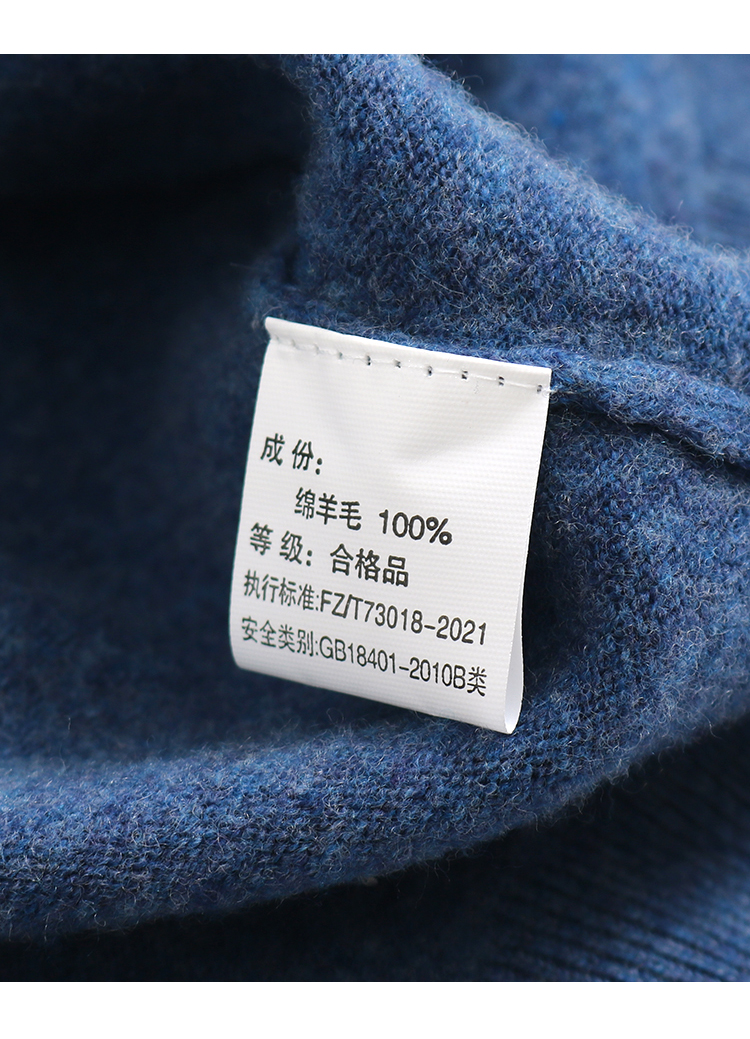 成份:
绵羊毛 100%
等级: 合格品
执行标准:FZ/T73018-2021
安全类别:GB18401-2010B类